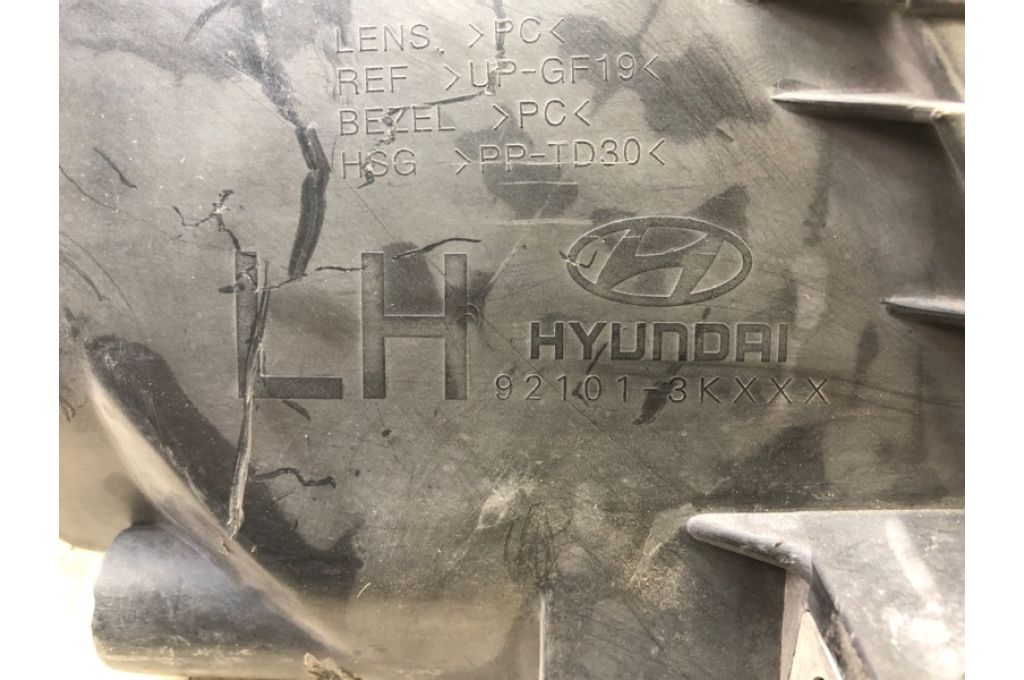 LENS. >PC<
REF >UP-GF19<
BEZEL >PC<
HSG >PP-TD30<
LH
HYUNDAI
92101-3KXXX